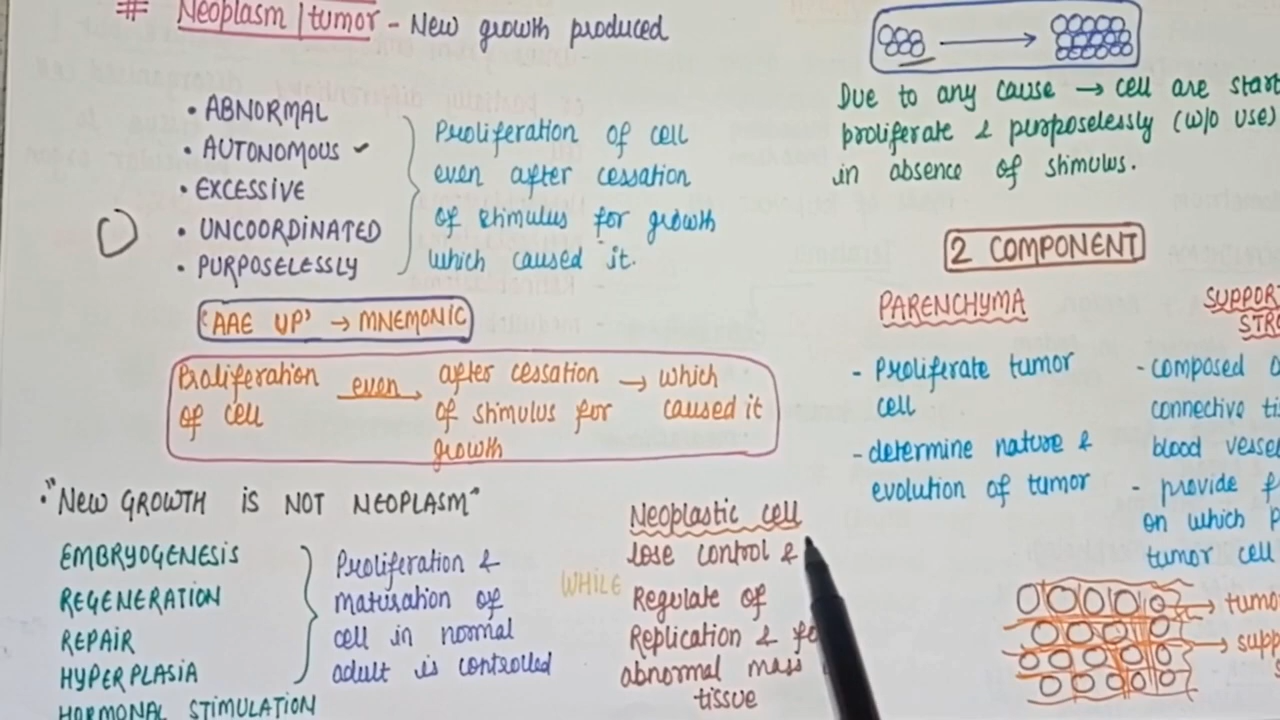 # Neoplasm | tumor - New growth produced
• ABNORMAL
• AUTONOMOUS
• EXCESSIVE
• UNCOORDINATED
• PURPOSELESSLY
Proliferation of cell
even after cessation
of stimulus for growth
which caused it.
'AAE UP' → MNEMONIC
Proliferation of cell even → after cessation of stimulus for growth → which caused it
• "NEW GROWTH is NOT NEOPLASM"
EMBRYOGENESIS
REGENERATION
REPAIR
HYPERPLASIA
HORMONAL STIMULATION
Proliferation &
maturation of
cell in normal
adult is controlled
WHILE
Neoplastic cell
lose control &
Regulate of
Replication &
abnormal mass
tissue
Due to any cause → cell are start
proliferate & purposelessly (w/o use)
in absence of stimulus.
2 COMPONENT
PARENCHYMA
- Proliferate tumor
cell
- determine nature &
evolution of tumor
- composed
connective
blood
- provide
on which
tumor cell